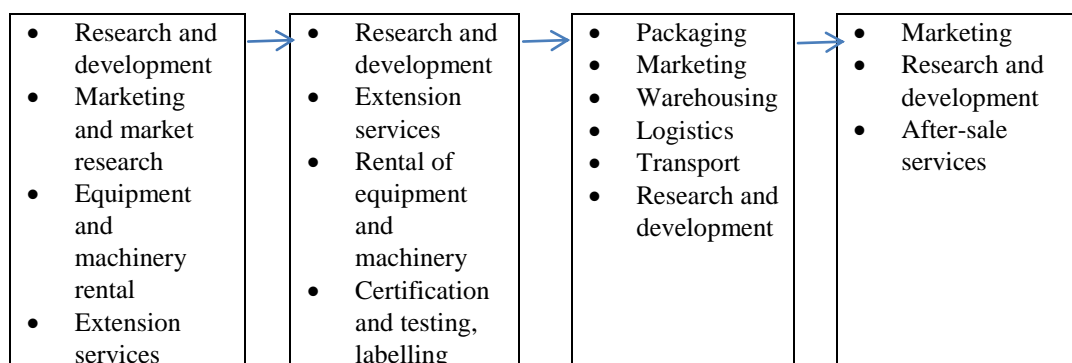 • Research and
development
• Marketing
and market
research
• Equipment
and
machinery
rental
• Extension
services
• Research and
development
• Extension
services
• Rental of
equipment
and
machinery
• Certification
and testing,
labelling
• Packaging
• Marketing
• Warehousing
• Logistics
• Transport
• Research and
development
• Marketing
• Research and
development
• After-sale
services